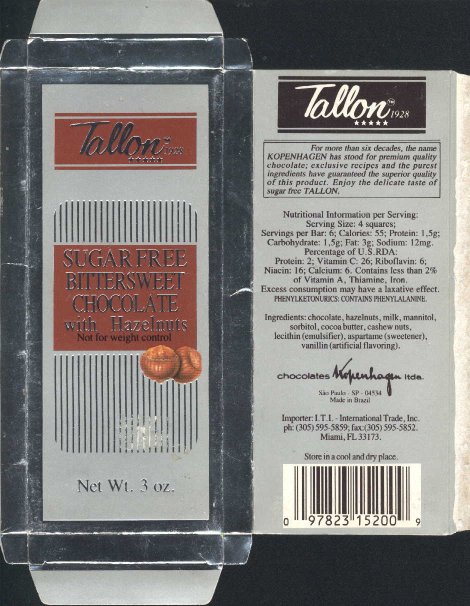 Tallon™
1928
★★★★★
SUGAR FREE
BITTERSWEET
CHOCOLATE
with Hazelnuts
Not for weight control
Net Wt. 3 oz.
Tallon™
1928
★★★★★
For more than six decades, the name
KOPENHAGEN has stood for premium quality
chocolate; exclusive recipes and the purest
ingredients have guaranteed the superior quality
of this product. Enjoy the delicate taste of
sugar free TALLON.
Nutritional Information per Serving:
Serving Size: 4 squares;
Servings per Bar: 6; Calories: 55; Protein: 1,5g;
Carbohydrate: 1,5g; Fat: 3g; Sodium: 12mg.
Percentage of U.S.RDA:
Protein: 2; Vitamin C: 26; Riboflavin: 6;
Niacin: 16; Calcium: 6. Contains less than 2%
of Vitamin A, Thiamine, Iron.
Excess consumption may have a laxative effect.
PHENYLKETONURICS: CONTAINS PHENYLALANINE.
Ingredients: chocolate, hazelnuts, milk, mannitol,
sorbitol, cocoa butter, cashew nuts,
lecithin (emulsifier), aspartame (sweetener),
vanillin (artificial flavoring).
chocolates Kopenhagen ltda.
São Paulo - SP - 04534
Made in Brazil
Importer: I.T.I. - International Trade, Inc.
ph: (305) 595-5859; fax:(305) 595-5852.
Miami, FL 33173.
Store in a cool and dry place.
0 97823 15200 9